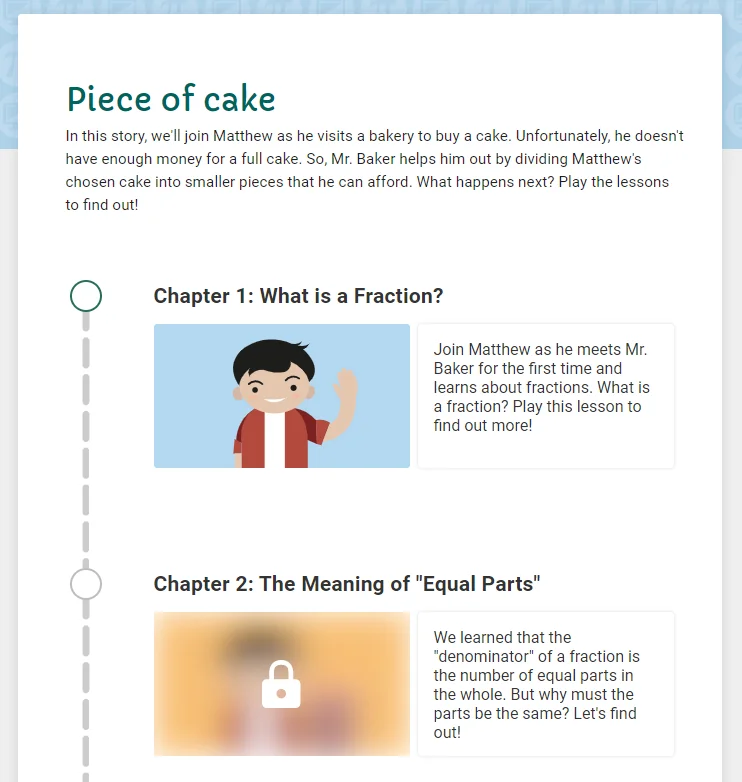 Piece of cake
In this story, we'll join Matthew as he visits a bakery to buy a cake. Unfortunately, he doesn't
have enough money for a full cake. So, Mr. Baker helps him out by dividing Matthew's
chosen cake into smaller pieces that he can afford. What happens next? Play the lessons
to find out!
Chapter 1: What is a Fraction?
Join Matthew as he meets Mr.
Baker for the first time and
learns about fractions. What is
a fraction? Play this lesson to
find out more!
Chapter 2: The Meaning of "Equal Parts"
We learned that the
"denominator" of a fraction is
the number of equal parts in
the whole. But why must the
parts be the same? Let's find
out!